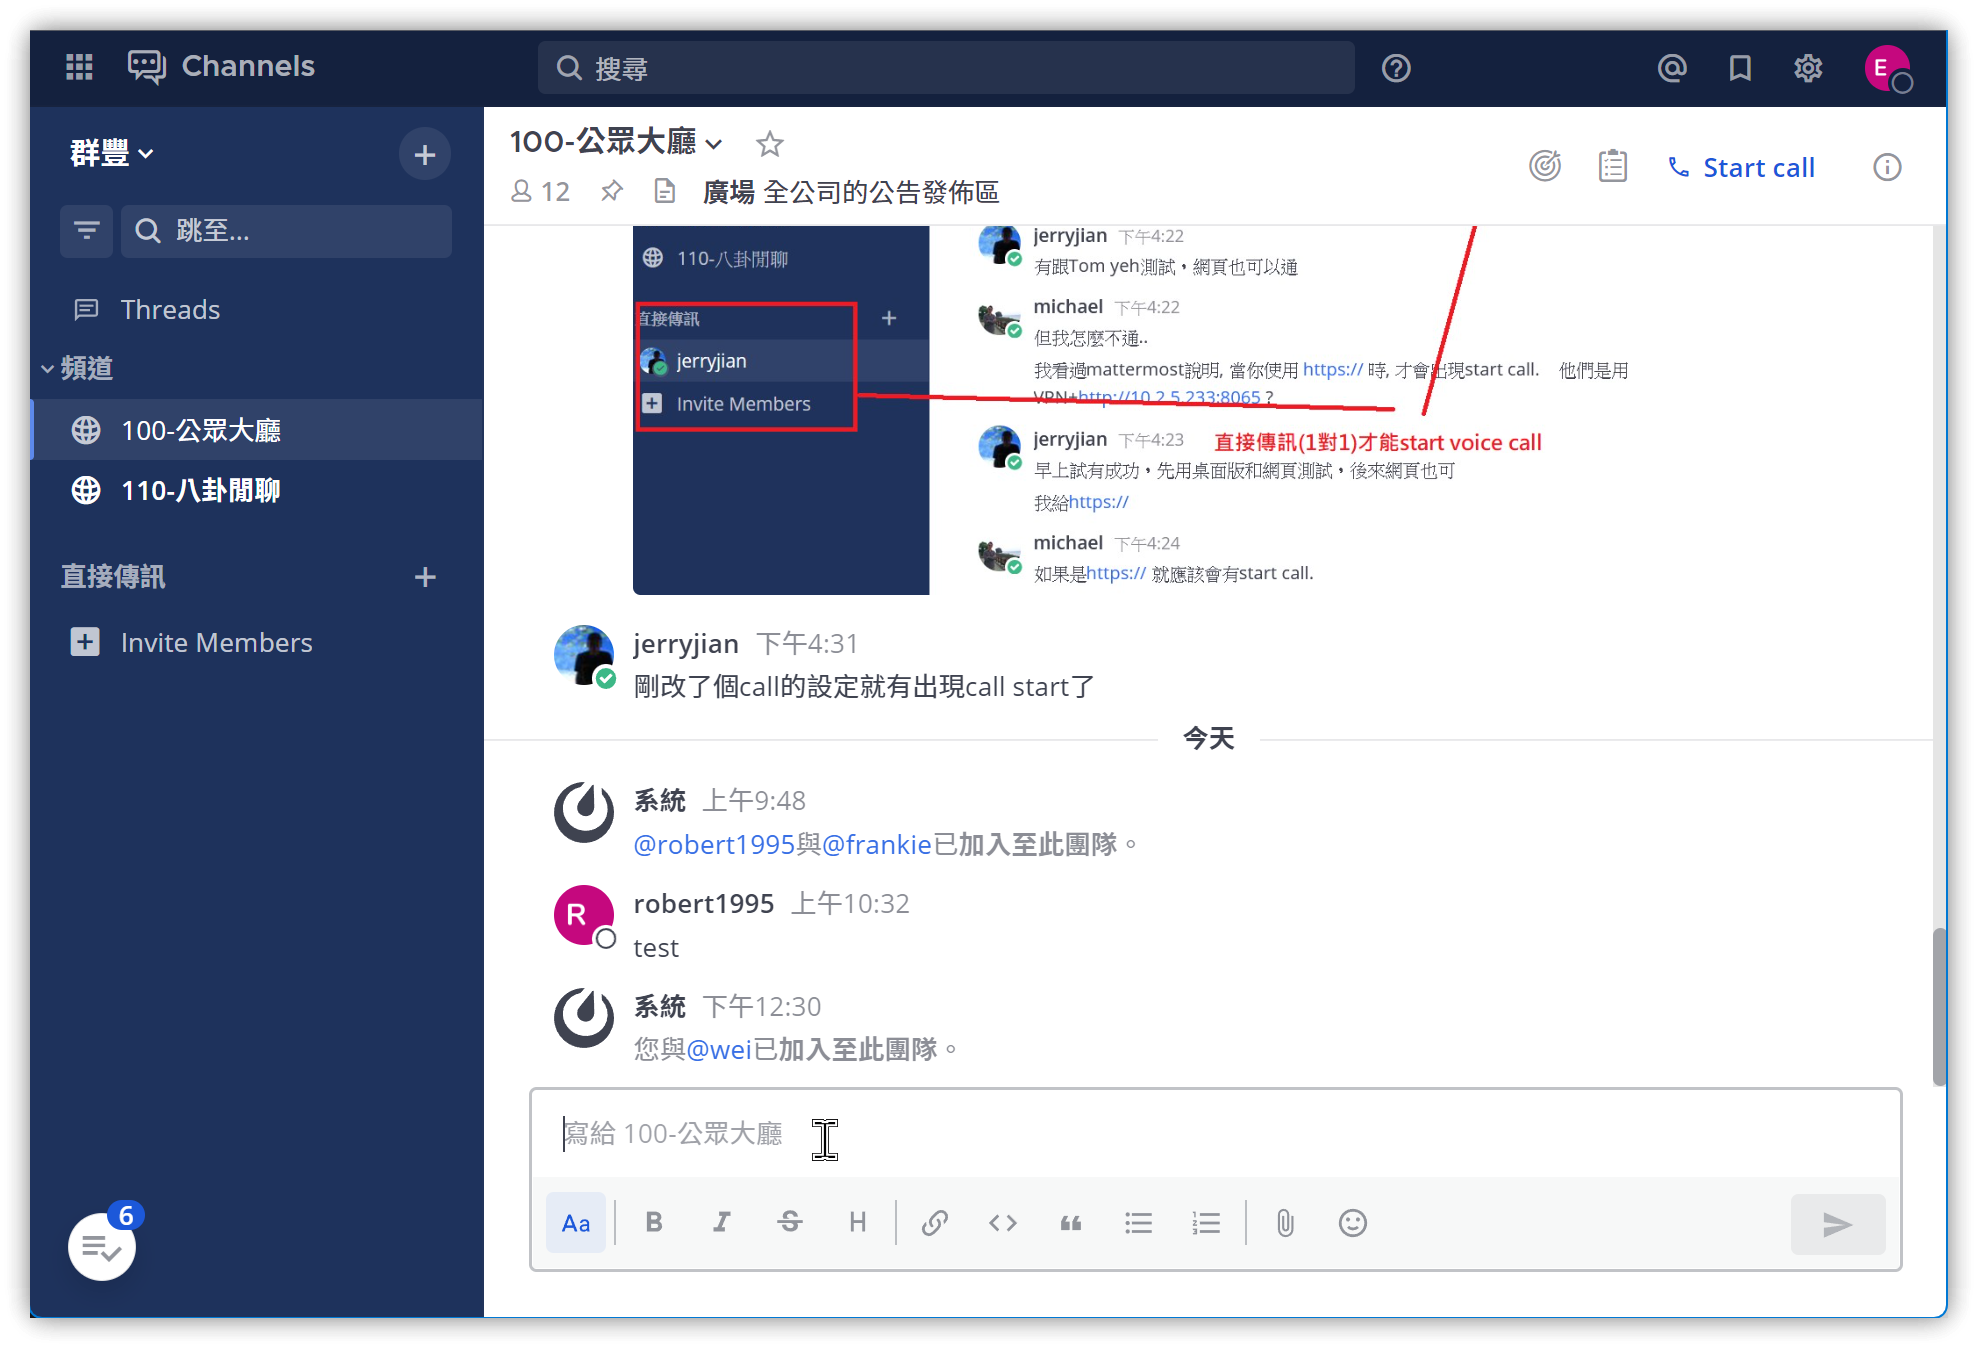 Channels
搜尋
E
群豐
跳至...
Threads
頻道
100-公眾大廳
110-八卦閒聊
直接傳訊
Invite Members
6
100-公眾大廳
12
廣場 全公司的公告發佈區
Start call
110-八卦閒聊
直接傳訊
jerryjian
Invite Members
jerryjian 下午4:22
有跟Tom yeh測試，網頁也可以通
michael 下午4:22
但我怎麼不通..
我看過mattermost說明, 當你使用 https:// 時, 才會出現start call. 他們是用
VPN+http://10.2.5.233:8065 ?
jerryjian 下午4:23
直接傳訊(1對1)才能start voice call
早上試有成功，先用桌面版和網頁測試，後來網頁也可
我給https://
michael 下午4:24
如果是https:// 就應該會有start call.
jerryjian 下午4:31
剛改了個call的設定就有出現call start了
今天
系統 上午9:48
@robert1995與@frankie已加入至此團隊。
R
robert1995 上午10:32
test
系統 下午12:30
您與@wei已加入至此團隊。
寫給 100-公眾大廳
Aa B I S H